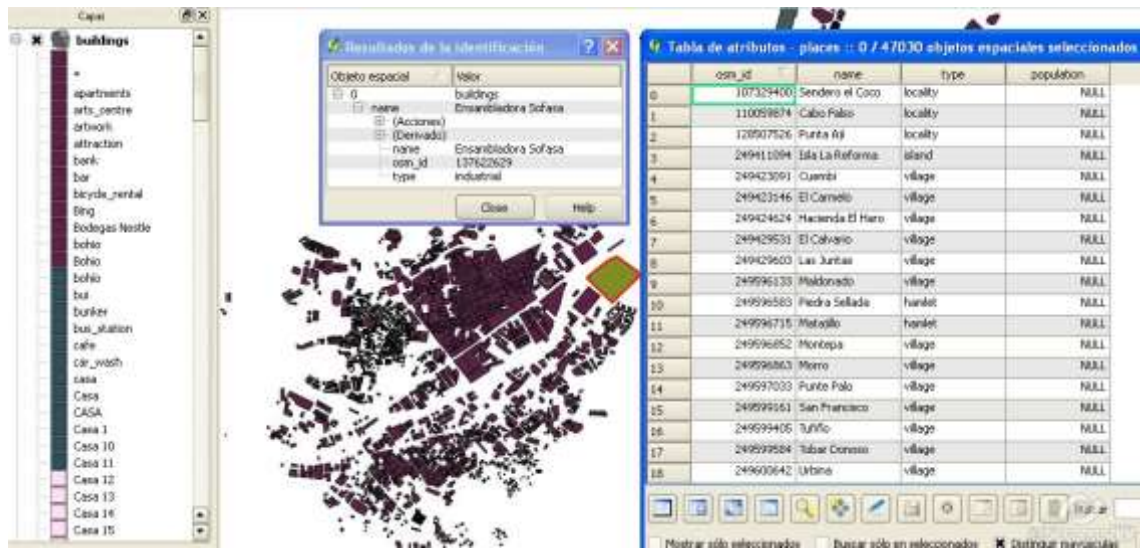 Capas
buildings
apartments
arts_centre
artwork
attraction
bank
bar
bicycle_rental
Bing
Bodegas Nestle
bohio
Bohio
bohio
bui
bunker
bus_station
cafe
car_wash
casa
Casa
CASA
Casa 1
Casa 10
Casa 11
Casa 12
Casa 13
Casa 14
Casa 15
Resultados de la identificación
Objeto espacial Valor
0 buildings
name Ensambladora Sofasa
(Acciones)
(Derivado)
name Ensambladora Sofasa
osm_id 137622629
type industrial
Close Help
Tabla de atributos - places :: 0 / 47030 objetos espaciales seleccionados
osm_id name type population
0 107329400 Sendero el Coco locality NULL
1 110059874 Cabo Falso locality NULL
2 128507526 Punta Ají locality NULL
3 249411094 Isla La Reforma island NULL
4 249423091 Cuembí village NULL
5 249423146 El Carmelo village NULL
6 249424624 Hacienda El Haro village NULL
7 249429531 El Calvario village NULL
8 249429603 Las Juntas village NULL
9 249596133 Maldonado village NULL
10 249596583 Piedra Sellada hamlet NULL
11 249596715 Matajillo hamlet NULL
12 249596852 Montepa village NULL
13 249596863 Morro village NULL
14 249597033 Punte Palo village NULL
15 249599161 San Francisco village NULL
16 249599405 Tufiño village NULL
17 249599584 Tobar Donoso village NULL
18 249600642 Urbina village NULL
Buscar
Mostrar sólo seleccionados Buscar sólo en seleccionados Distinguir mayúsculas